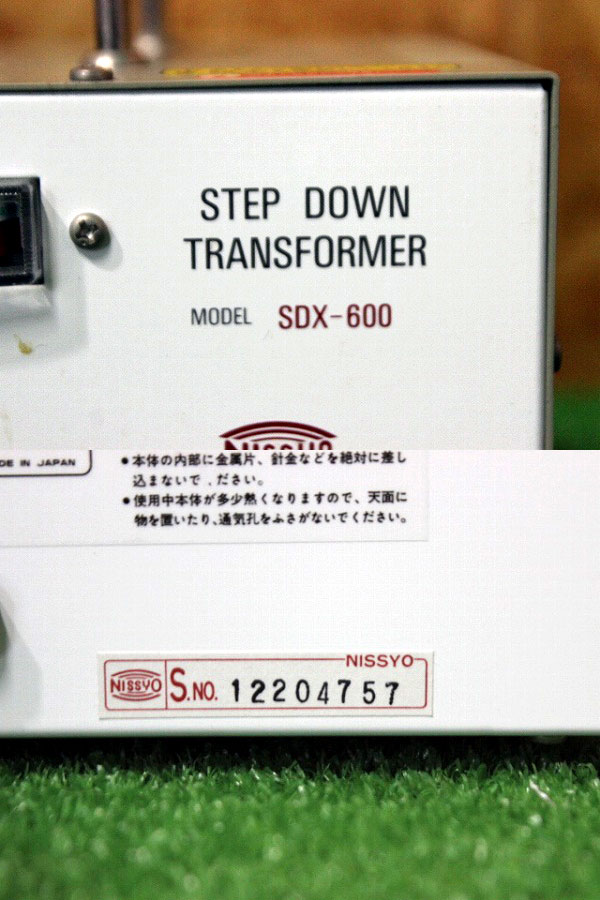 STEP DOWN
TRANSFORMER
MODEL SDX-600
NISSYO
DE IN JAPAN
●本体の内部に金属片、針金などを絶対に差し
込まないで ください。
●使用中本体が多少熱くなりますので、天面に
物を置いたり、通気孔をふさがないでください。
NISSYO
NISSYO S.NO. 12204757